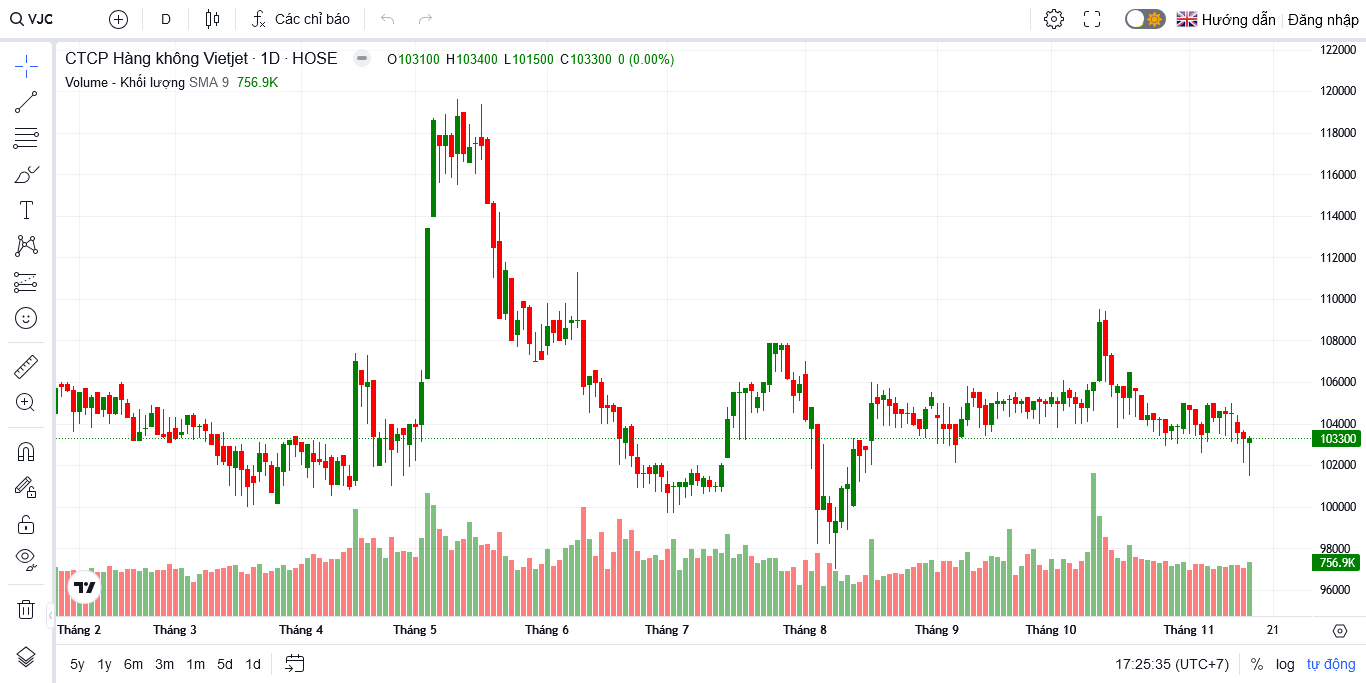 VJC D Các chỉ báo Hướng dẫn Đăng nhập
CTCP Hàng không Vietjet · 1D · HOSE O103100 H103400 L101500 C103300 0 (0.00%)
Volume - Khối lượng SMA 9 756.9K
122000
120000
118000
116000
114000
112000
110000
108000
106000
104000
103300
102000
100000
98000
756.9K
96000
Tháng 2 Tháng 3 Tháng 4 Tháng 5 Tháng 6 Tháng 7 Tháng 8 Tháng 9 Tháng 10 Tháng 11 21
5y 1y 6m 3m 1m 5d 1d 17:25:35 (UTC+7) % log tự động